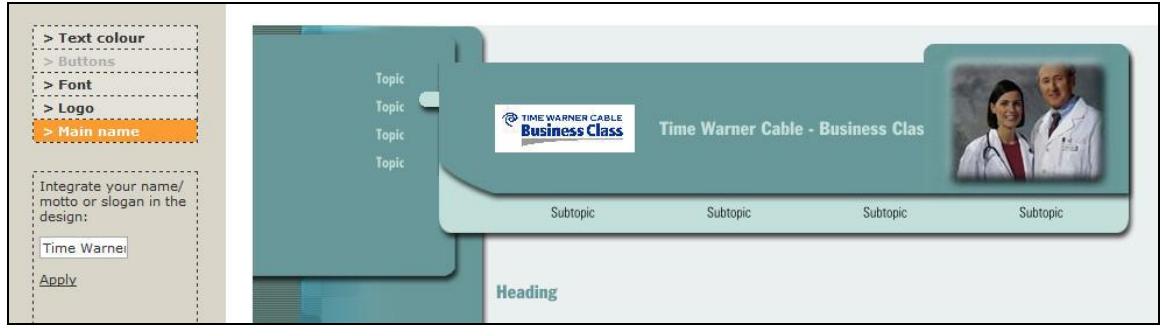 > Text colour
> Buttons
> Font
> Logo
> Main name
Integrate your name/
motto or slogan in the
design:
Time Warner
Apply
Topic
Topic
Topic
Topic
TIME WARNER CABLE
Business Class
Time Warner Cable - Business Clas
Subtopic Subtopic Subtopic Subtopic
Heading